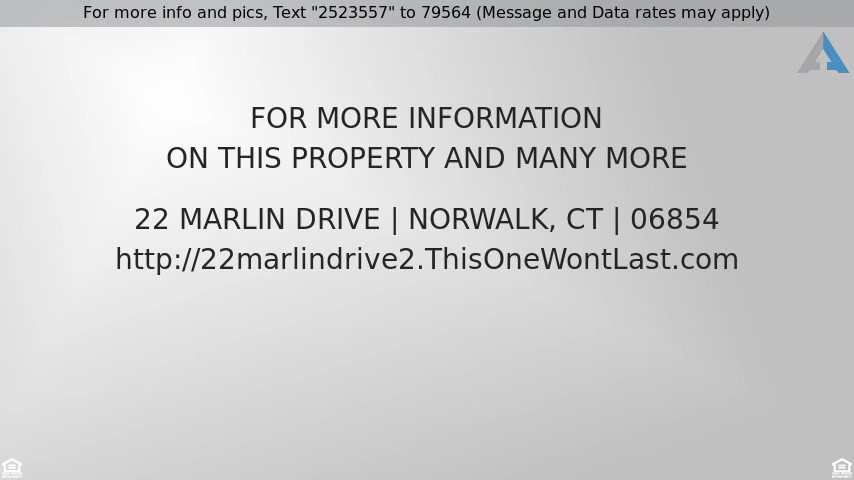 For more info and pics, Text "2523557" to 79564 (Message and Data rates may apply)
FOR MORE INFORMATION
ON THIS PROPERTY AND MANY MORE
22 MARLIN DRIVE | NORWALK, CT | 06854
http://22marlindrive2.ThisOneWontLast.com